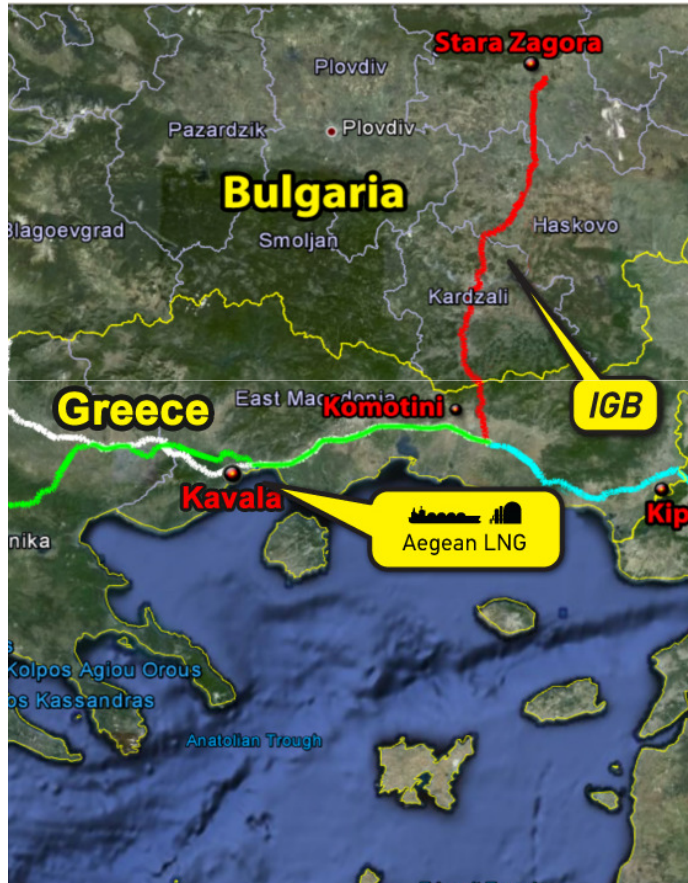 Stara Zagora
Plovdiv
Plovdiv
Pazardzik
Bulgaria
Blagoevgrad
Smoljan
Haskovo
Kardzali
IGB
East Macedonia
Greece
Komotini
Kavala
Kip
Aegean LNG
nika
Kolpos Agiou Orous
os Kassandras
Anatolian Trough